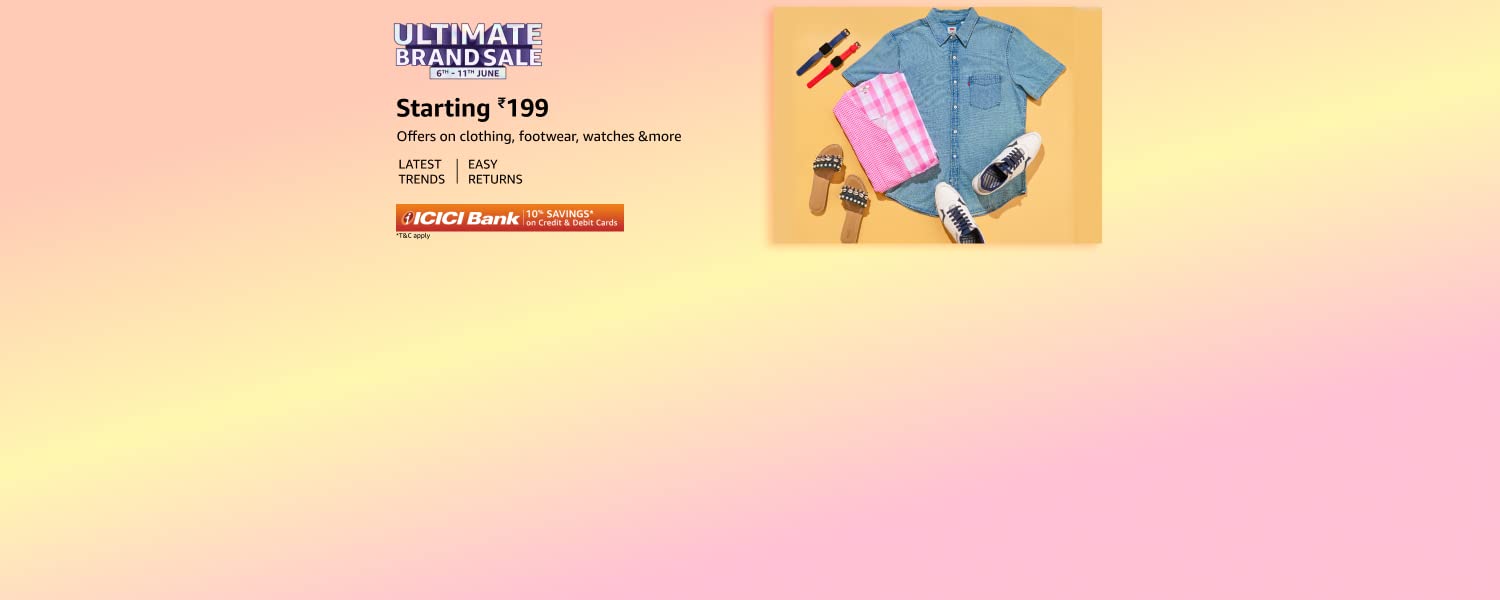 ULTIMATE
BRAND SALE
6TH - 11TH JUNE
Starting ₹199
Offers on clothing, footwear, watches &more
LATEST
TRENDS
EASY
RETURNS
ICICI Bank
10% SAVINGS*
on Credit & Debit Cards
*T&C apply